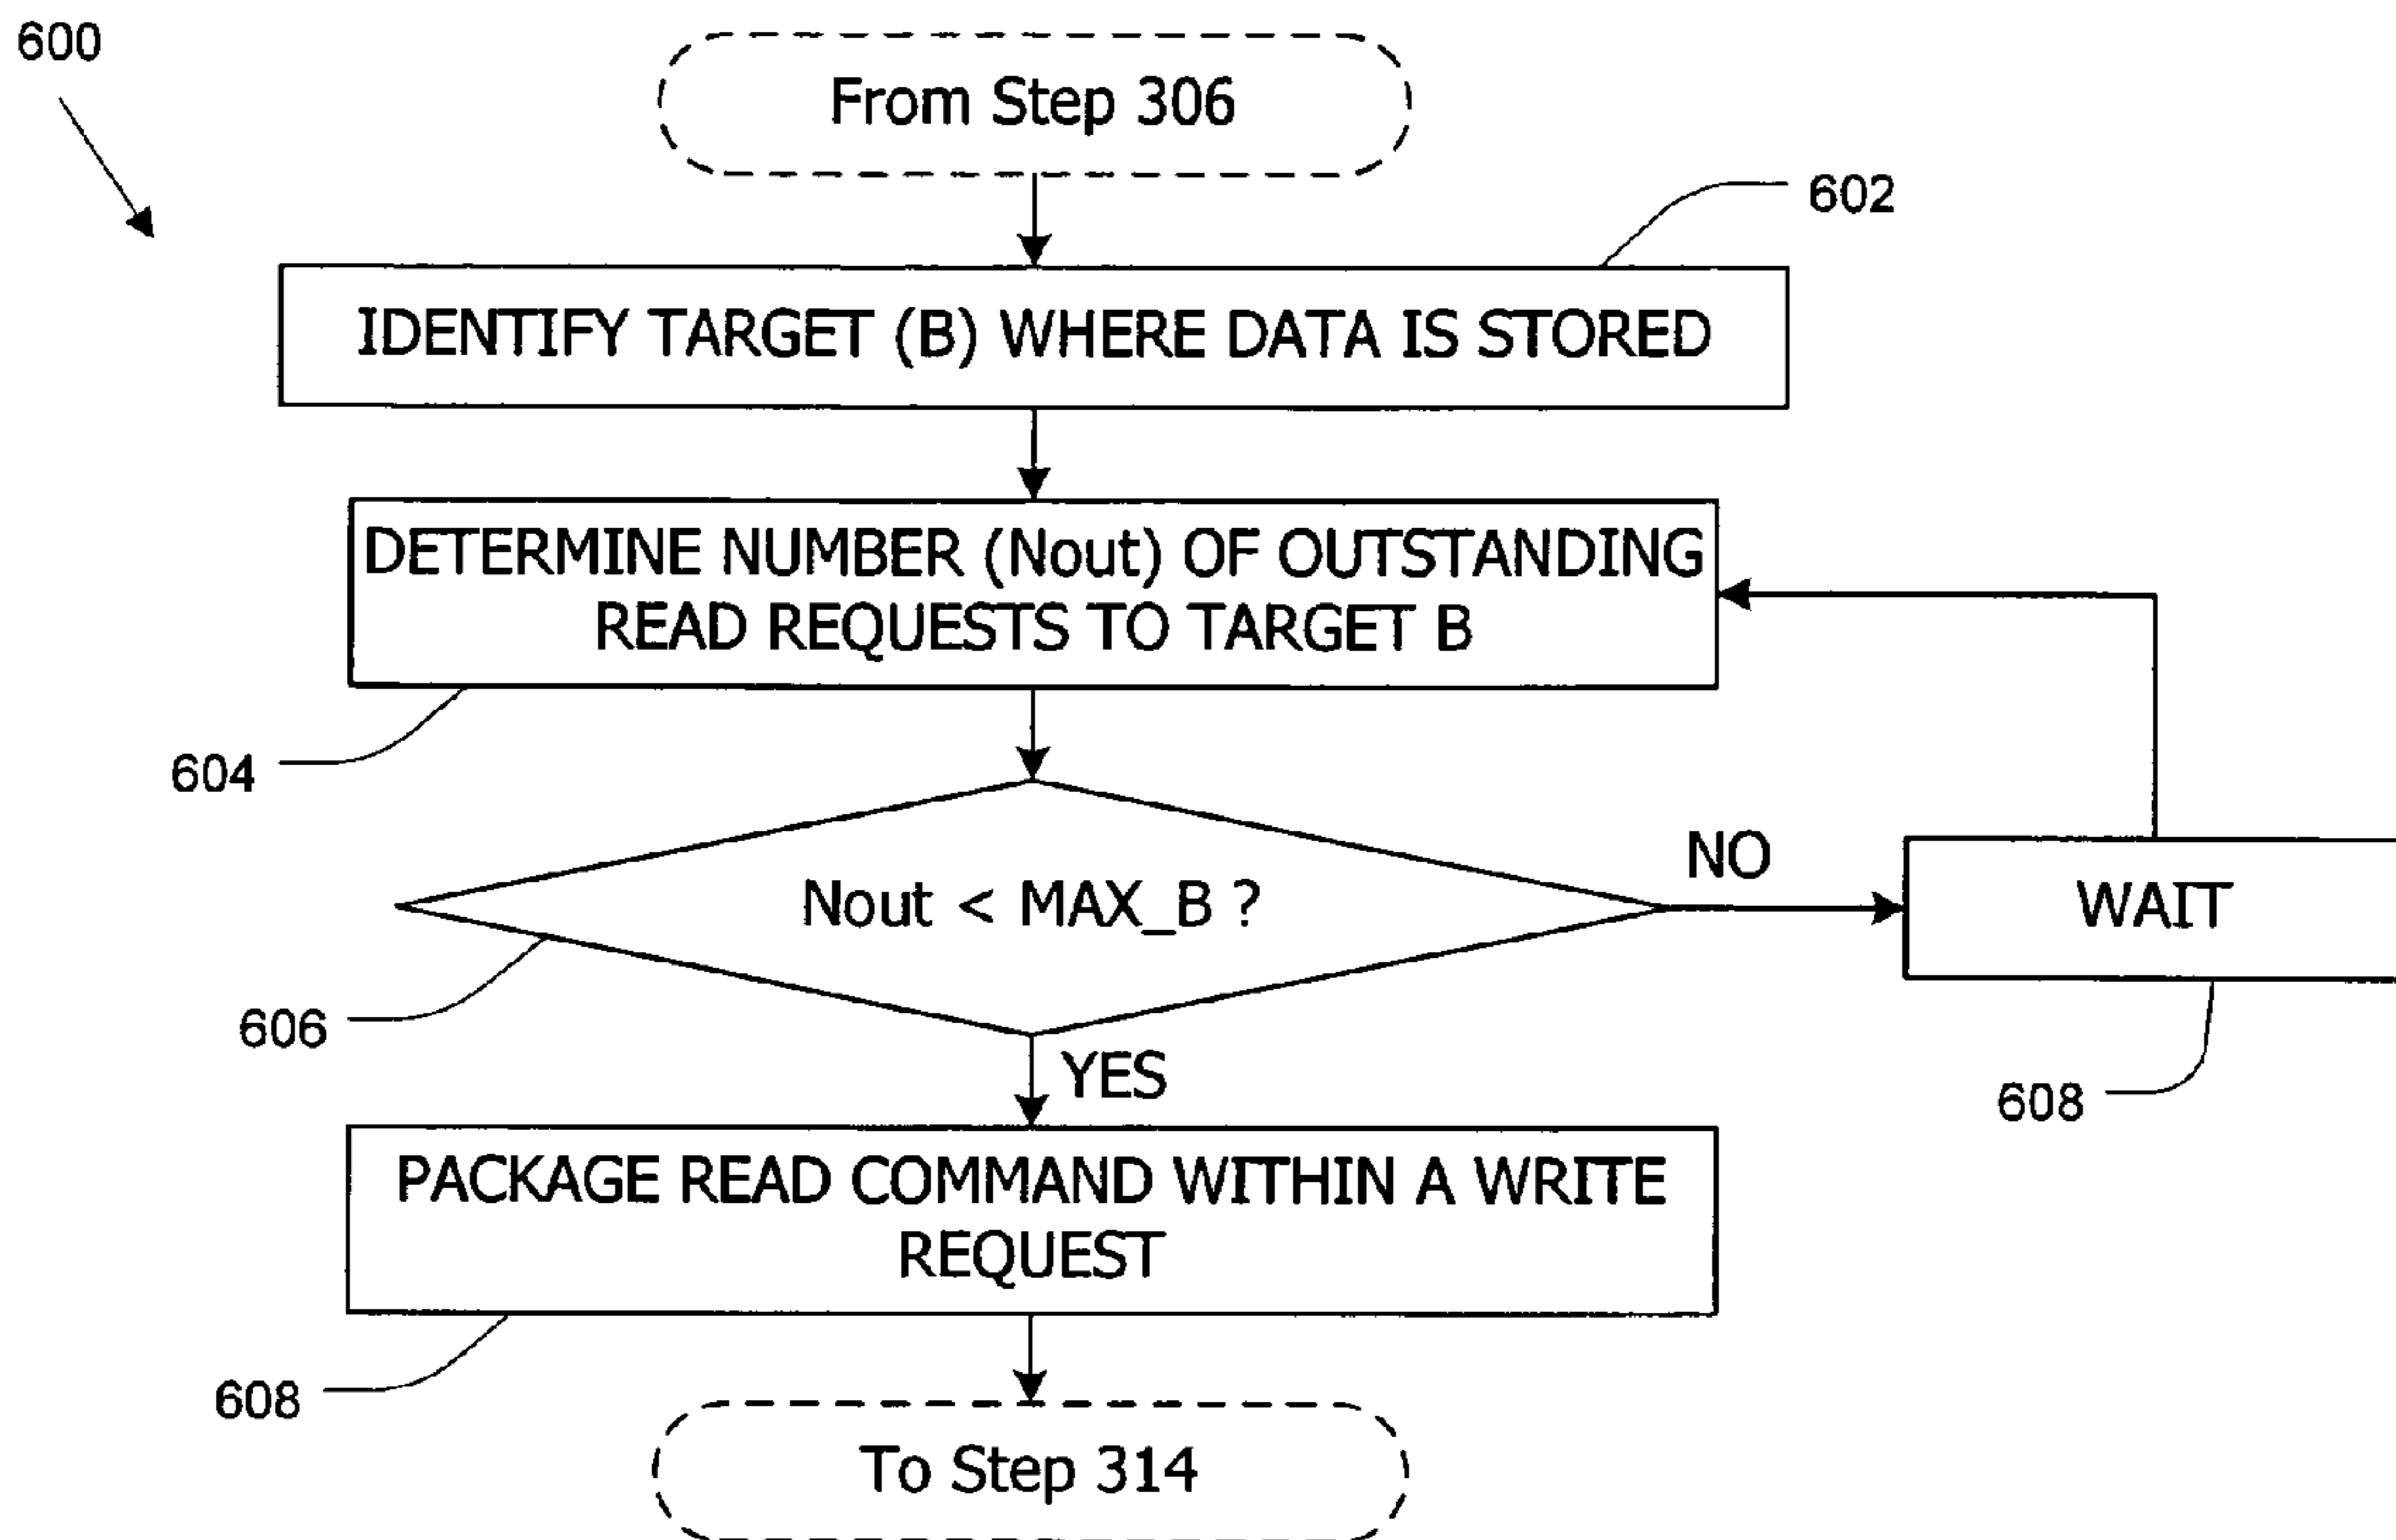 600
From Step 306
602
IDENTIFY TARGET (B) WHERE DATA IS STORED
DETERMINE NUMBER (Nout) OF OUTSTANDING
READ REQUESTS TO TARGET B
604
NO
Nout < MAX_B ?
WAIT
606
YES
608
PACKAGE READ COMMAND WITHIN A WRITE
REQUEST
608
To Step 314